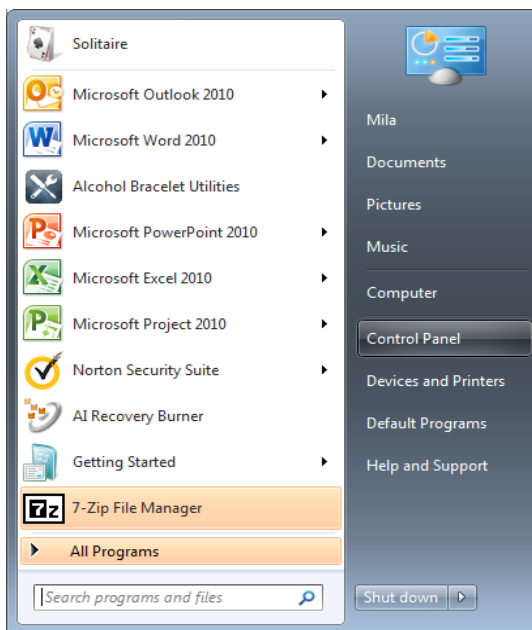 Solitaire
Microsoft Outlook 2010
Microsoft Word 2010
Alcohol Bracelet Utilities
Microsoft PowerPoint 2010
Microsoft Excel 2010
Microsoft Project 2010
Norton Security Suite
AI Recovery Burner
Getting Started
7-Zip File Manager
All Programs
Search programs and files
Mila
Documents
Pictures
Music
Computer
Control Panel
Devices and Printers
Default Programs
Help and Support
Shut down